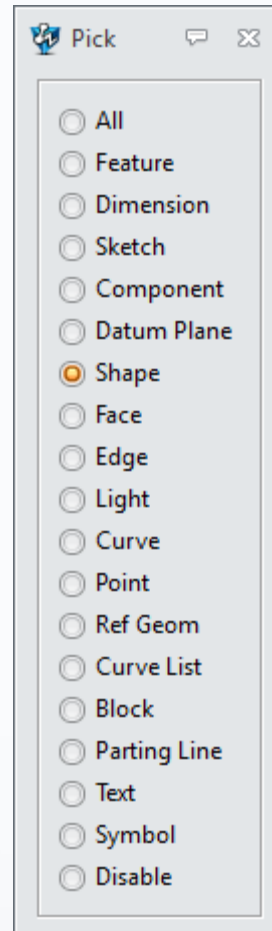 Pick
All
Feature
Dimension
Sketch
Component
Datum Plane
Shape
Face
Edge
Light
Curve
Point
Ref Geom
Curve List
Block
Parting Line
Text
Symbol
Disable